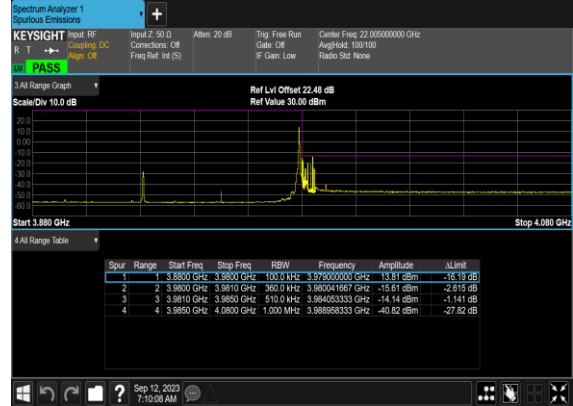 Spectrum Analyzer 1
Spurious Emissions
KEYSIGHT Input: RF Input Z: 50 Ω Atten: 20 dB Trig: Free Run Center Freq: 22.005000000 GHz
R T Coupling: DC Corrections: Off Gate: Off Avg|Hold: 100/100
Align: Off Freq Ref: Int (S) IF Gain: Low Radio Std: None
PASS
3 All Range Graph
Ref Lvl Offset 22.48 dB
Scale/Div 10.0 dB Ref Value 30.00 dBm
20.0
10.0
0.00
-10.0
-20.0
-30.0
-40.0
-50.0
-60.0
Start 3.880 GHz Stop 4.080 GHz
4 All Range Table
Spur Range Start Freq Stop Freq RBW Frequency Amplitude ΔLimit
1 1 3.8800 GHz 3.9800 GHz 100.0 kHz 3.979000000 GHz 13.81 dBm -16.19 dB
2 2 3.9800 GHz 3.9810 GHz 360.0 kHz 3.980041667 GHz -15.61 dBm -2.615 dB
3 3 3.9810 GHz 3.9850 GHz 510.0 kHz 3.984053333 GHz -14.14 dBm -1.141 dB
4 4 3.9850 GHz 4.0800 GHz 1.000 MHz 3.988958333 GHz -40.82 dBm -27.82 dB
? Sep 12, 2023
7:10:08 AM